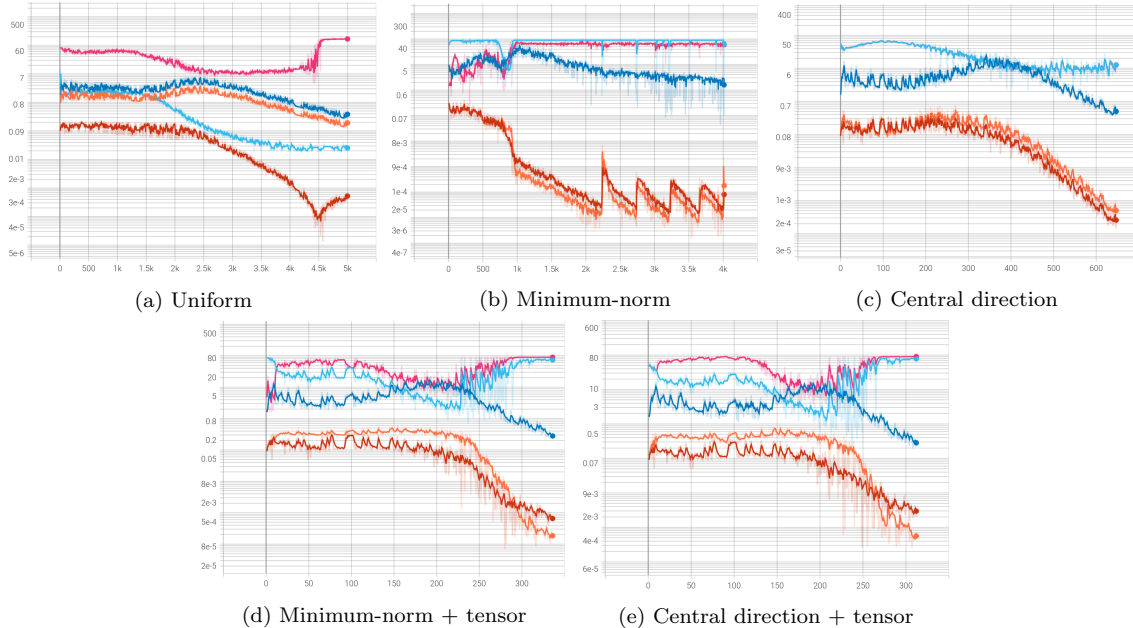 500
60
7
0.8
0.09
0.01
2e-3
3e-4
4e-5
5e-6
0 500 1k 1.5k 2k 2.5k 3k 3.5k 4k 4.5k 5k
300
40
5
0.6
0.07
9e-3
9e-4
1e-4
2e-5
3e-6
4e-7
0 500 1k 1.5k 2k 2.5k 3k 3.5k 4k
400
50
6
0.7
0.08
9e-3
1e-3
2e-4
3e-5
0 100 200 300 400 500 600
(a) Uniform
(b) Minimum-norm
(c) Central direction
500
80
20
5
0.8
0.2
0.05
8e-3
2e-3
5e-4
8e-5
2e-5
0 50 100 150 200 250 300 350
600
80
10
3
0.5
0.07
9e-3
2e-3
4e-4
6e-5
0 50 100 150 200 250 300
(d) Minimum-norm + tensor
(e) Central direction + tensor